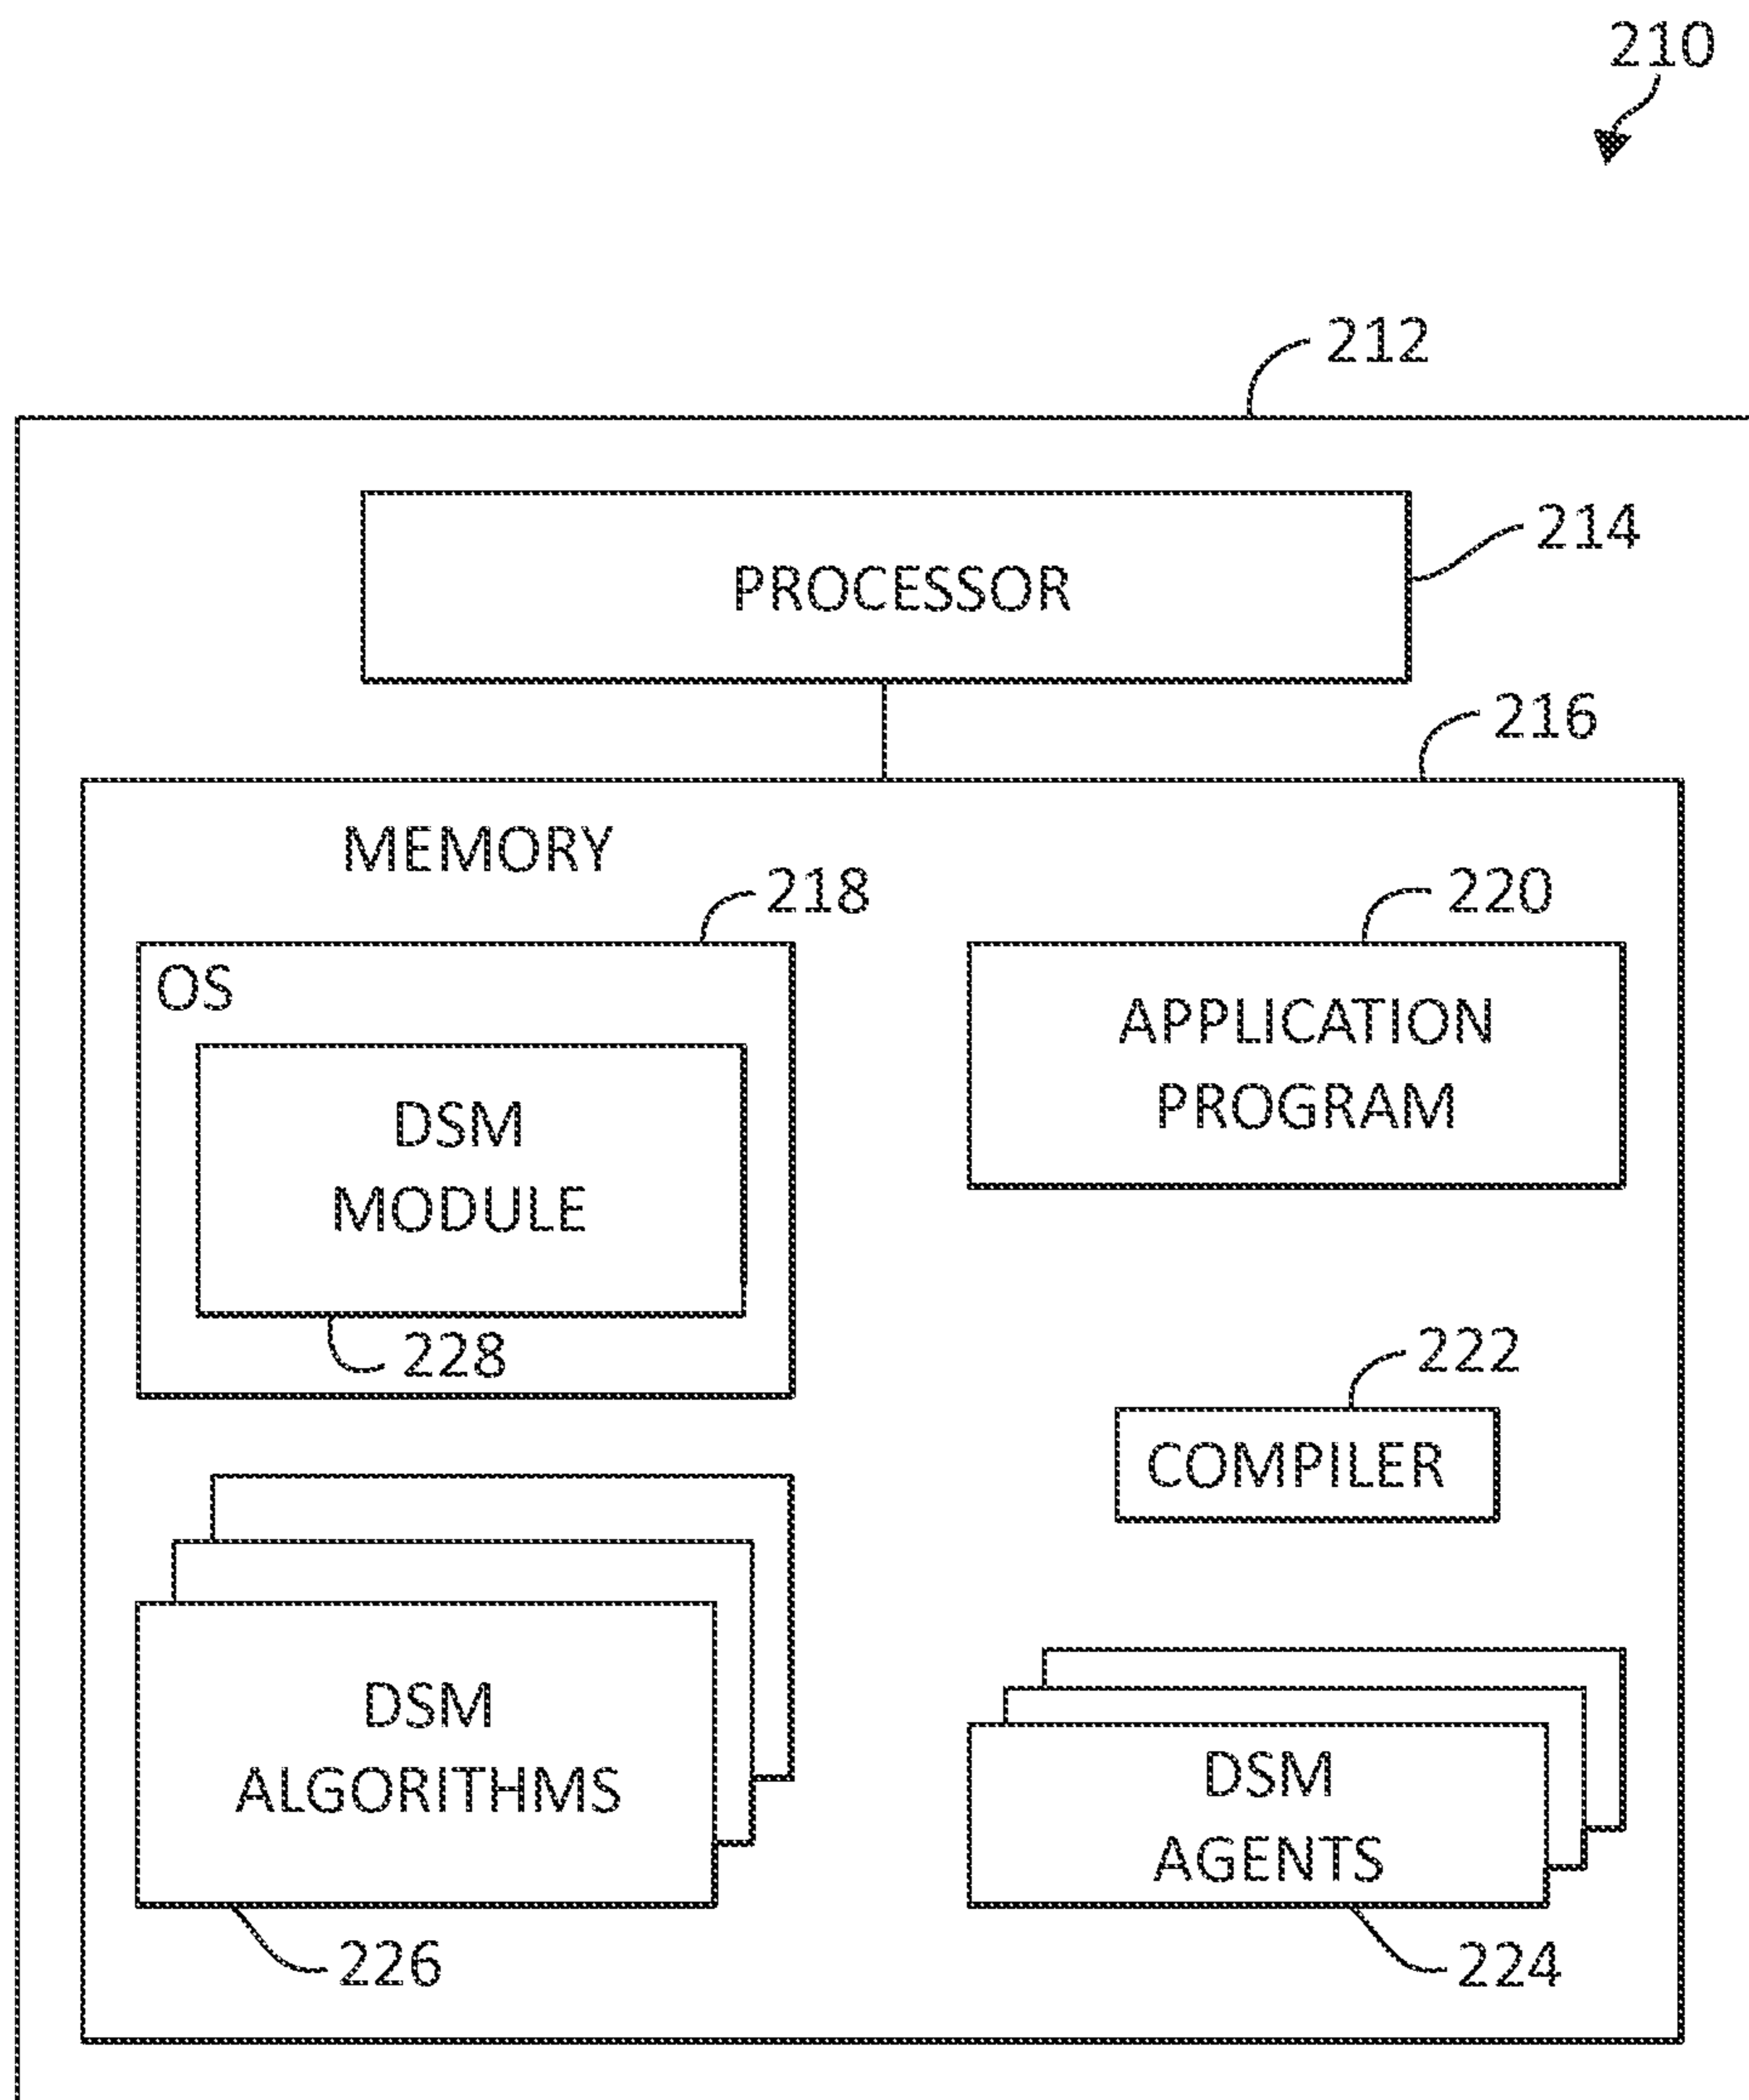 210
212
PROCESSOR
214
216
MEMORY
218
220
OS
APPLICATION
PROGRAM
DSM
MODULE
228
222
COMPILER
DSM
ALGORITHMS
DSM
AGENTS
226
224